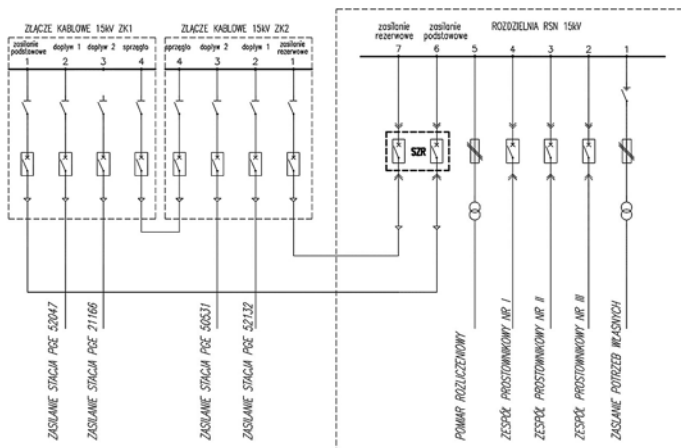 ZŁĄCZE KABLOWE 15kV ZK1
zasilanie podstawowe
dopływ 1
dopływ 2
sprzęgło
1
2
3
4
ZŁĄCZE KABLOWE 15kV ZK2
sprzęgło
dopływ 2
dopływ 1
zasilanie rezerwowe
4
3
2
1
ROZDZIELNIA RSN 15kV
zasilanie rezerwowe
zasilanie podstawowe
7
6
5
4
3
2
1
SZR
ZASILANIE STACJA PGE 52047
ZASILANIE STACJA PGE 21166
ZASILANIE STACJA PGE 50531
ZASILANIE STACJA PGE 52132
POMIAR ROZLICZENIOWY
ZESPÓŁ PROSTOWNIKOWY NR I
ZESPÓŁ PROSTOWNIKOWY NR II
ZESPÓŁ PROSTOWNIKOWY NR III
ZASLANIE POTRZEB WŁASNYCH